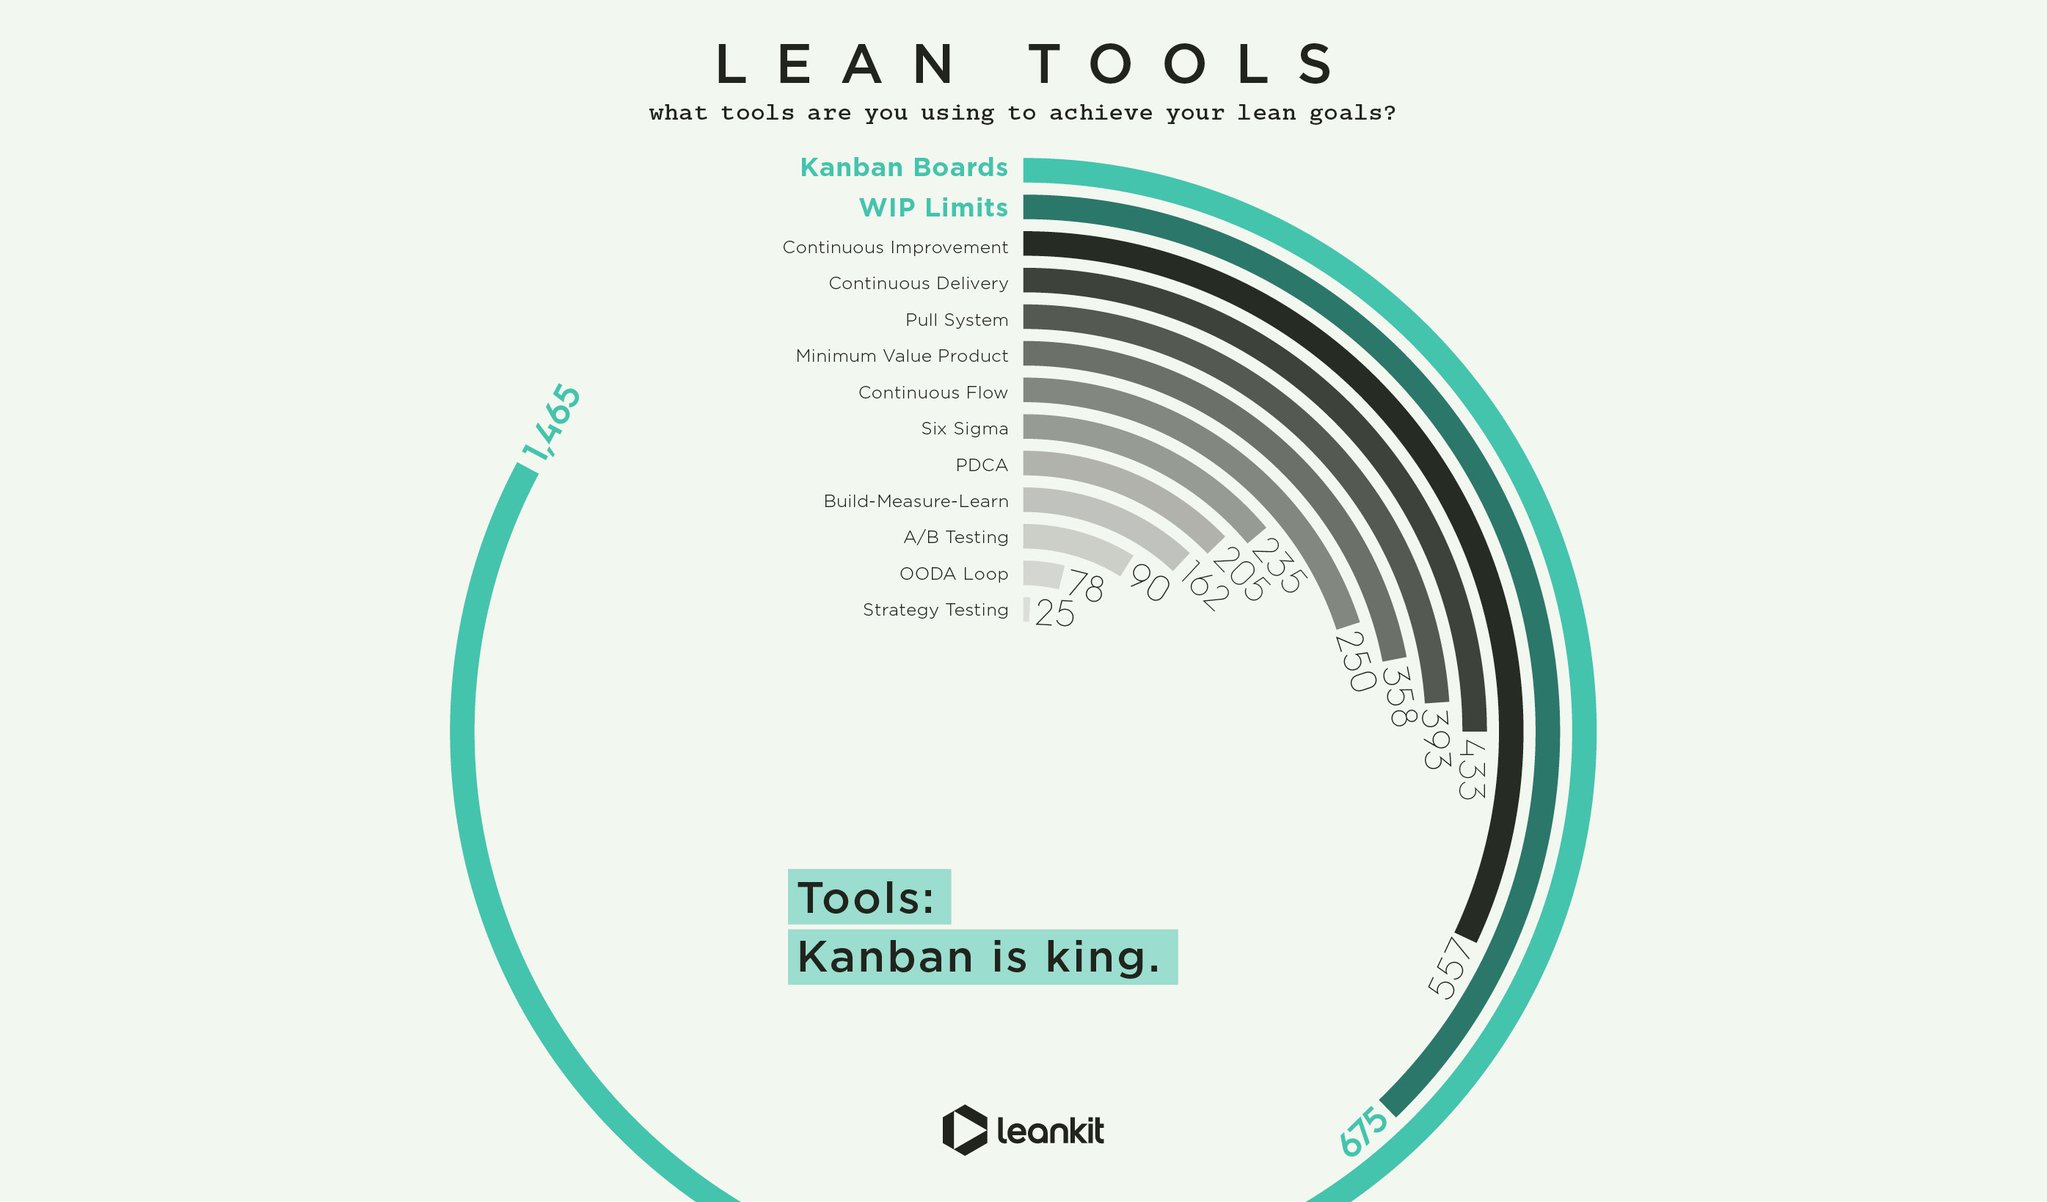 LEAN TOOLS
what tools are you using to achieve your lean goals?
Kanban Boards
WIP Limits
Continuous Improvement
Continuous Delivery
Pull System
Minimum Value Product
Continuous Flow
Six Sigma
PDCA
Build-Measure-Learn
A/B Testing
OODA Loop
Strategy Testing
1,465
675
557
433
393
358
250
235
205
162
90
78
25
Tools:
Kanban is king.
leankit